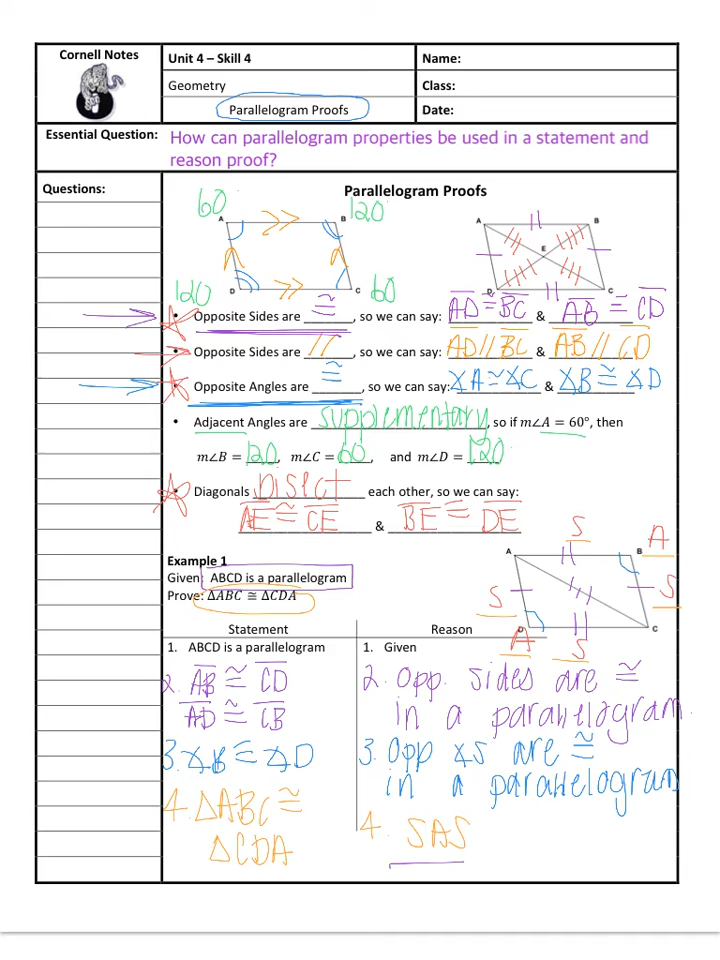 Cornell Notes
Unit 4 – Skill 4
Name:
Geometry
Class:
Parallelogram Proofs
Date:
Essential Question:
How can parallelogram properties be used in a statement and
reason proof?
Questions:
Parallelogram Proofs
60
A
B
120
120
D
C
60
A
B
E
D
C
• Opposite Sides are ≅, so we can say: AD ≅ BC & AB ≅ CD
• Opposite Sides are //, so we can say: AD // BC & AB // CD
• Opposite Angles are ≅, so we can say: ∡A ≅ ∡C & ∡B ≅ ∡D
• Adjacent Angles are supplementary, so if m∠A = 60°, then
m∠B = 120, m∠C = 60, and m∠D = 120
• Diagonals Bisect each other, so we can say:
AE ≅ CE & BE ≅ DE
Example 1
Given: ABCD is a parallelogram
Prove: ΔABC ≅ ΔCDA
S
A
B
A
S
S
D
C
A
S
Statement
Reason
1. ABCD is a parallelogram
1. Given
2. AB ≅ CD
AD ≅ CB
2. Opp. sides are ≅
in a parallelogram.
3. ∡B ≅ ∡D
3. Opp ∡s are ≅
in a parallelogram
4. ΔABC ≅
ΔCDA
4. SAS